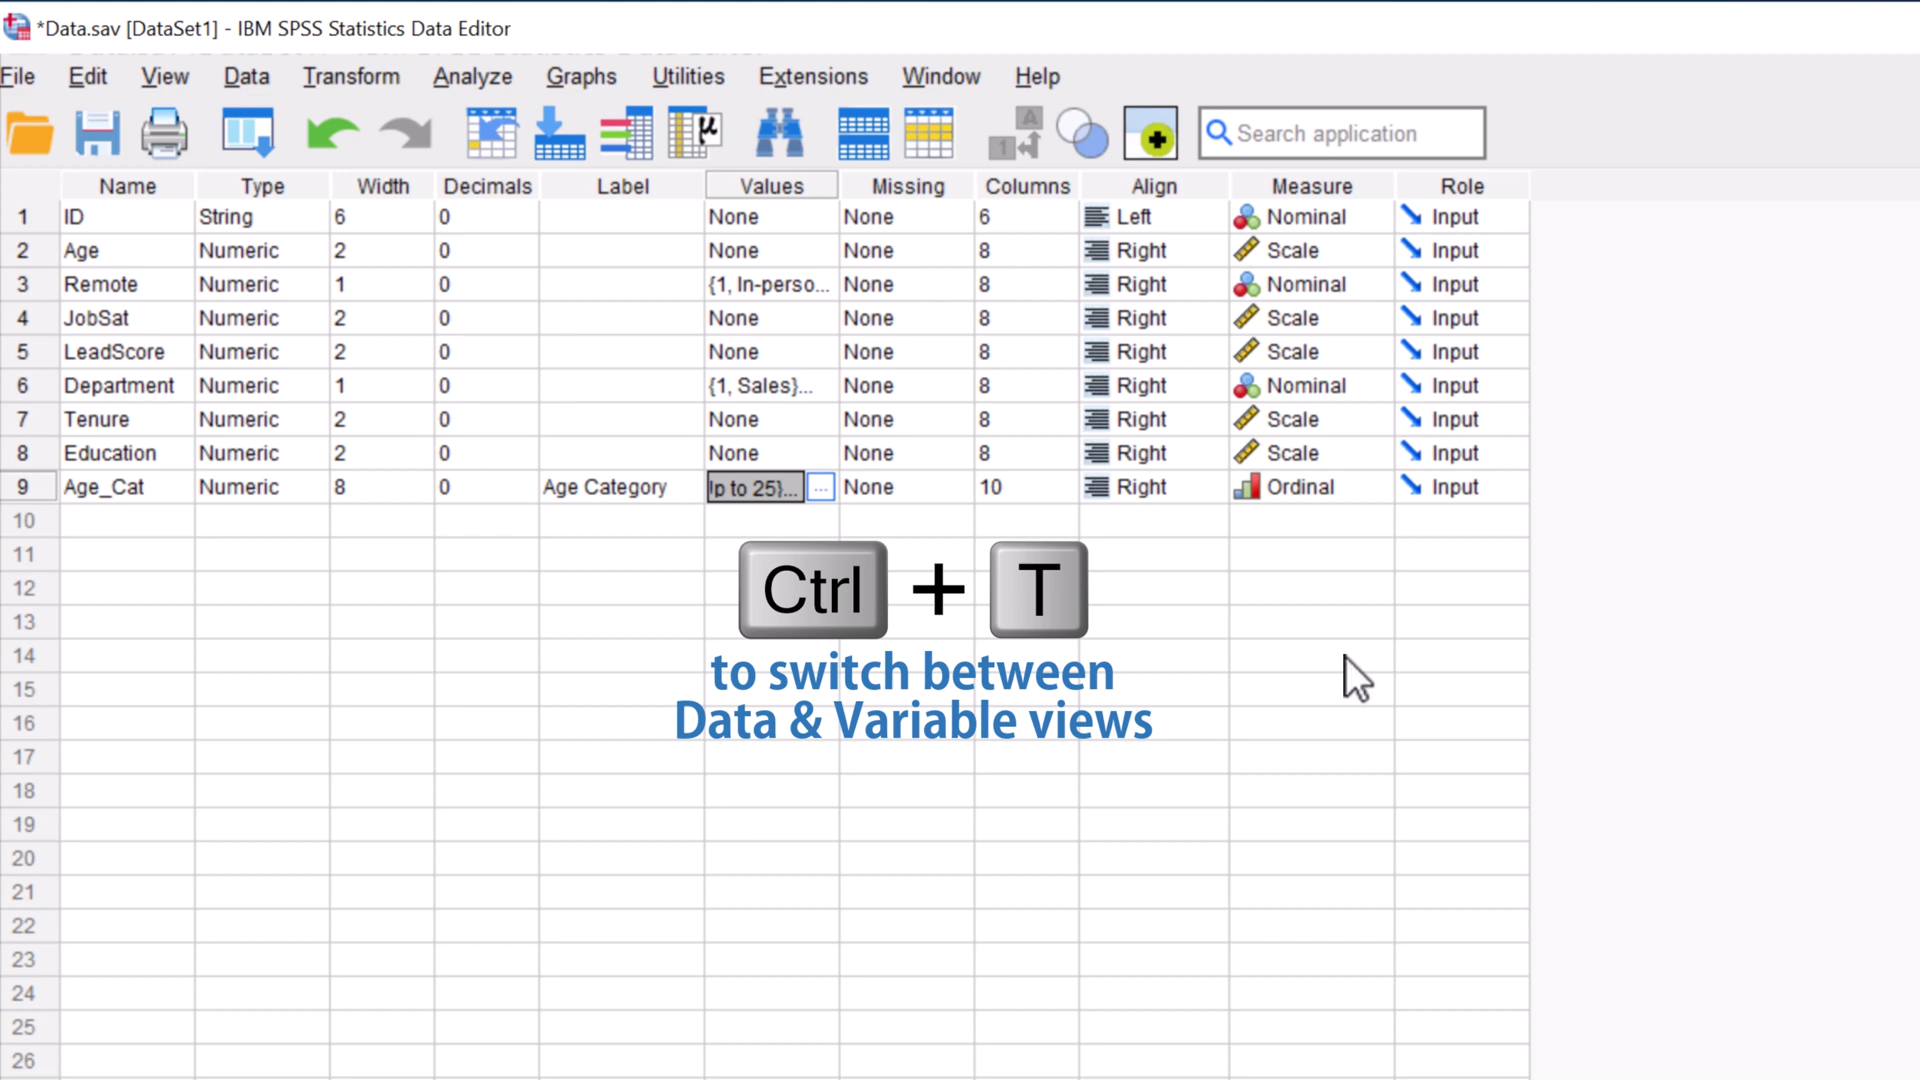 *Data.sav [DataSet1] - IBM SPSS Statistics Data Editor
File Edit View Data Transform Analyze Graphs Utilities Extensions Window Help
Search application
Name Type Width Decimals Label Values Missing Columns Align Measure Role
1 ID String 6 0 None None 6 Left Nominal Input
2 Age Numeric 2 0 None None 8 Right Scale Input
3 Remote Numeric 1 0 {1, In-perso... None 8 Right Nominal Input
4 JobSat Numeric 2 0 None None 8 Right Scale Input
5 LeadScore Numeric 2 0 None None 8 Right Scale Input
6 Department Numeric 1 0 {1, Sales}... None 8 Right Nominal Input
7 Tenure Numeric 2 0 None None 8 Right Scale Input
8 Education Numeric 2 0 None None 8 Right Scale Input
9 Age_Cat Numeric 8 0 Age Category p to 25}... ... None 10 Right Ordinal Input
10
11
12
13
14
15
16
17
18
19
20
21
22
23
24
25
26
Ctrl + T
to switch between
Data & Variable views